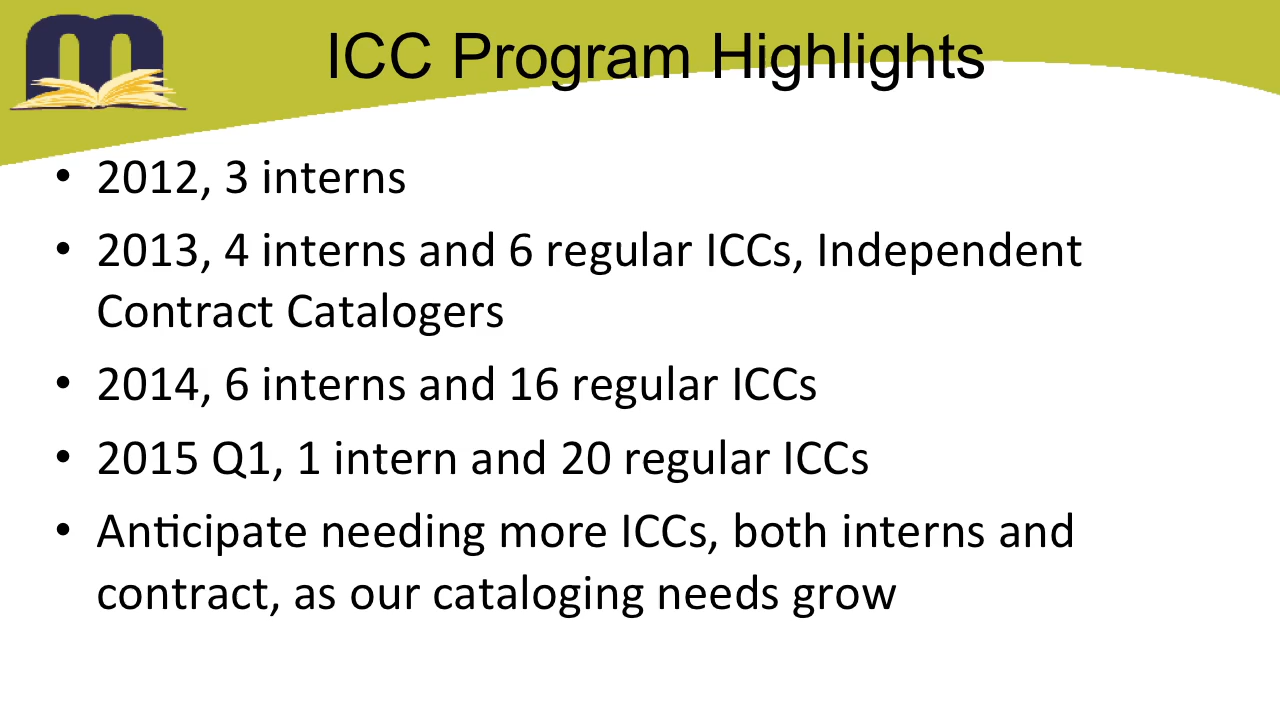 ICC Program Highlights
• 2012, 3 interns
• 2013, 4 interns and 6 regular ICCs, Independent
Contract Catalogers
• 2014, 6 interns and 16 regular ICCs
• 2015 Q1, 1 intern and 20 regular ICCs
• Anticipate needing more ICCs, both interns and
contract, as our cataloging needs grow